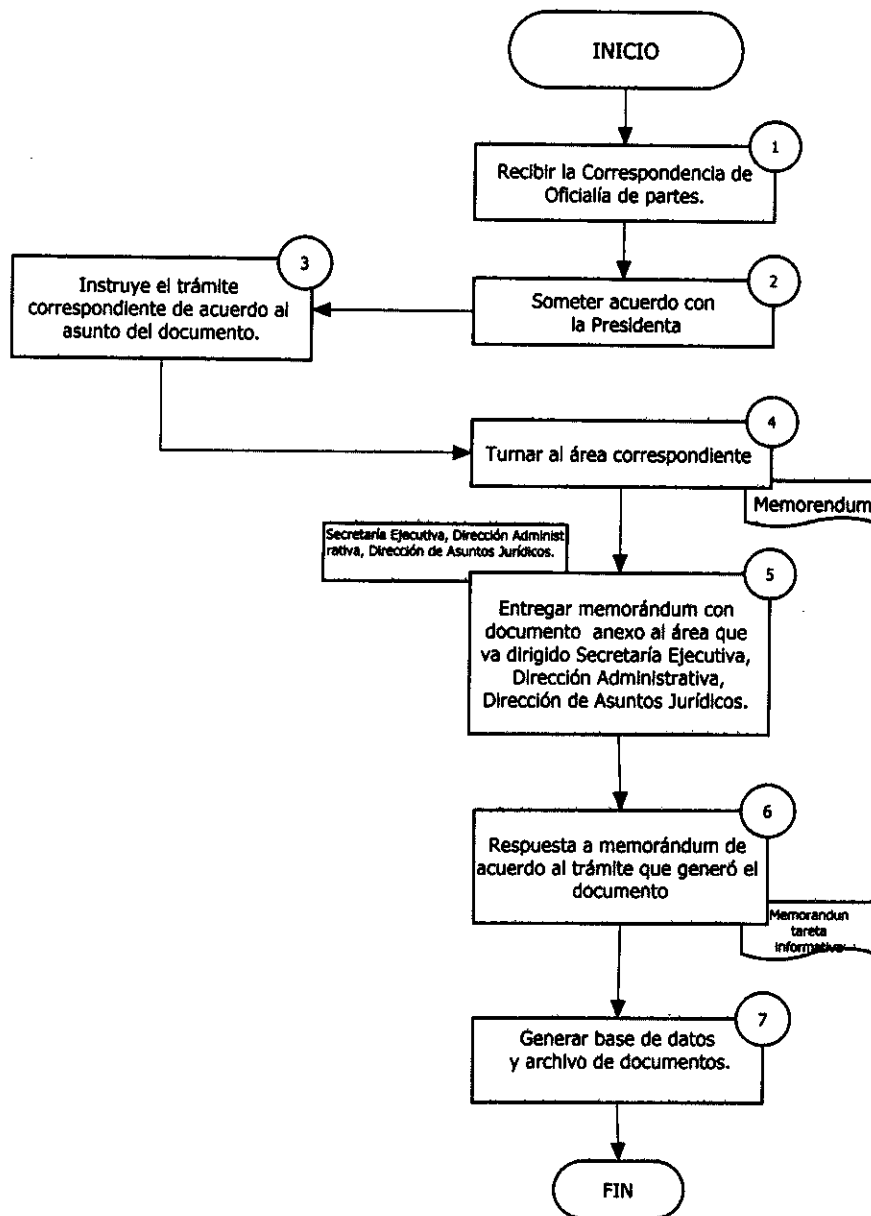 INICIO
1
Recibir la Correspondencia de
Oficialía de partes.
2
Someter acuerdo con
la Presidenta
3
Instruye el trámite
correspondiente de acuerdo al
asunto del documento.
4
Turnar al área correspondiente
Memorendum
Secretaría Ejecutiva, Dirección Administ
rativa, Dirección de Asuntos Jurídicos.
5
Entregar memorándum con
documento anexo al área que
va dirigido Secretaría Ejecutiva,
Dirección Administrativa,
Dirección de Asuntos Jurídicos.
6
Respuesta a memorándum de
acuerdo al trámite que generó el
documento
Memorandun
tareta
informativa
7
Generar base de datos
y archivo de documentos.
FIN